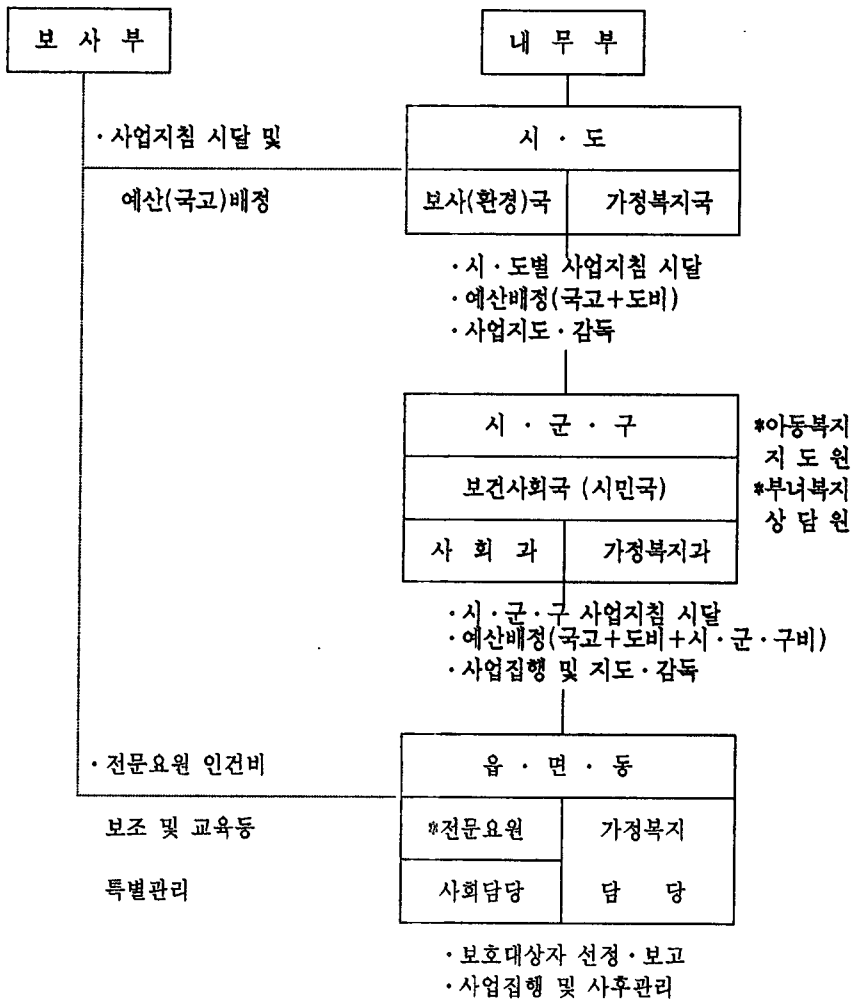 보 사 부
내 무 부
· 사업지침 시달 및
시 · 도
예산(국고)배정
보사(환경)국
가정복지국
· 시 · 도별 사업지침 시달
· 예산배정(국고+도비)
· 사업지도 · 감독
시 · 군 · 구
*아동복지
지 도 원
보건사회국 (시민국)
*부녀복지
상 담 원
사 회 과
가정복지과
· 시 · 군 · 구 사업지침 시달
· 예산배정(국고+도비+시 · 군 · 구비)
· 사업집행 및 지도 · 감독
· 전문요원 인건비
읍 · 면 · 동
보조 및 교육등
*전문요원
가정복지
특별관리
사회담당
담 당
· 보호대상자 선정 · 보고
· 사업집행 및 사후관리